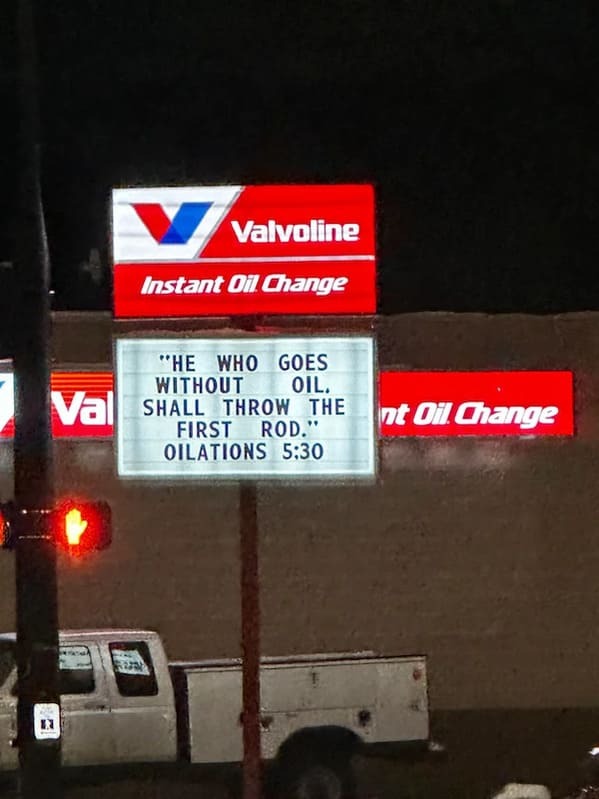 Valvoline
Instant Oil Change
"HE WHO GOES
WITHOUT OIL.
SHALL THROW THE
FIRST ROD."
OILATIONS 5:30
Val
nt Oil Change